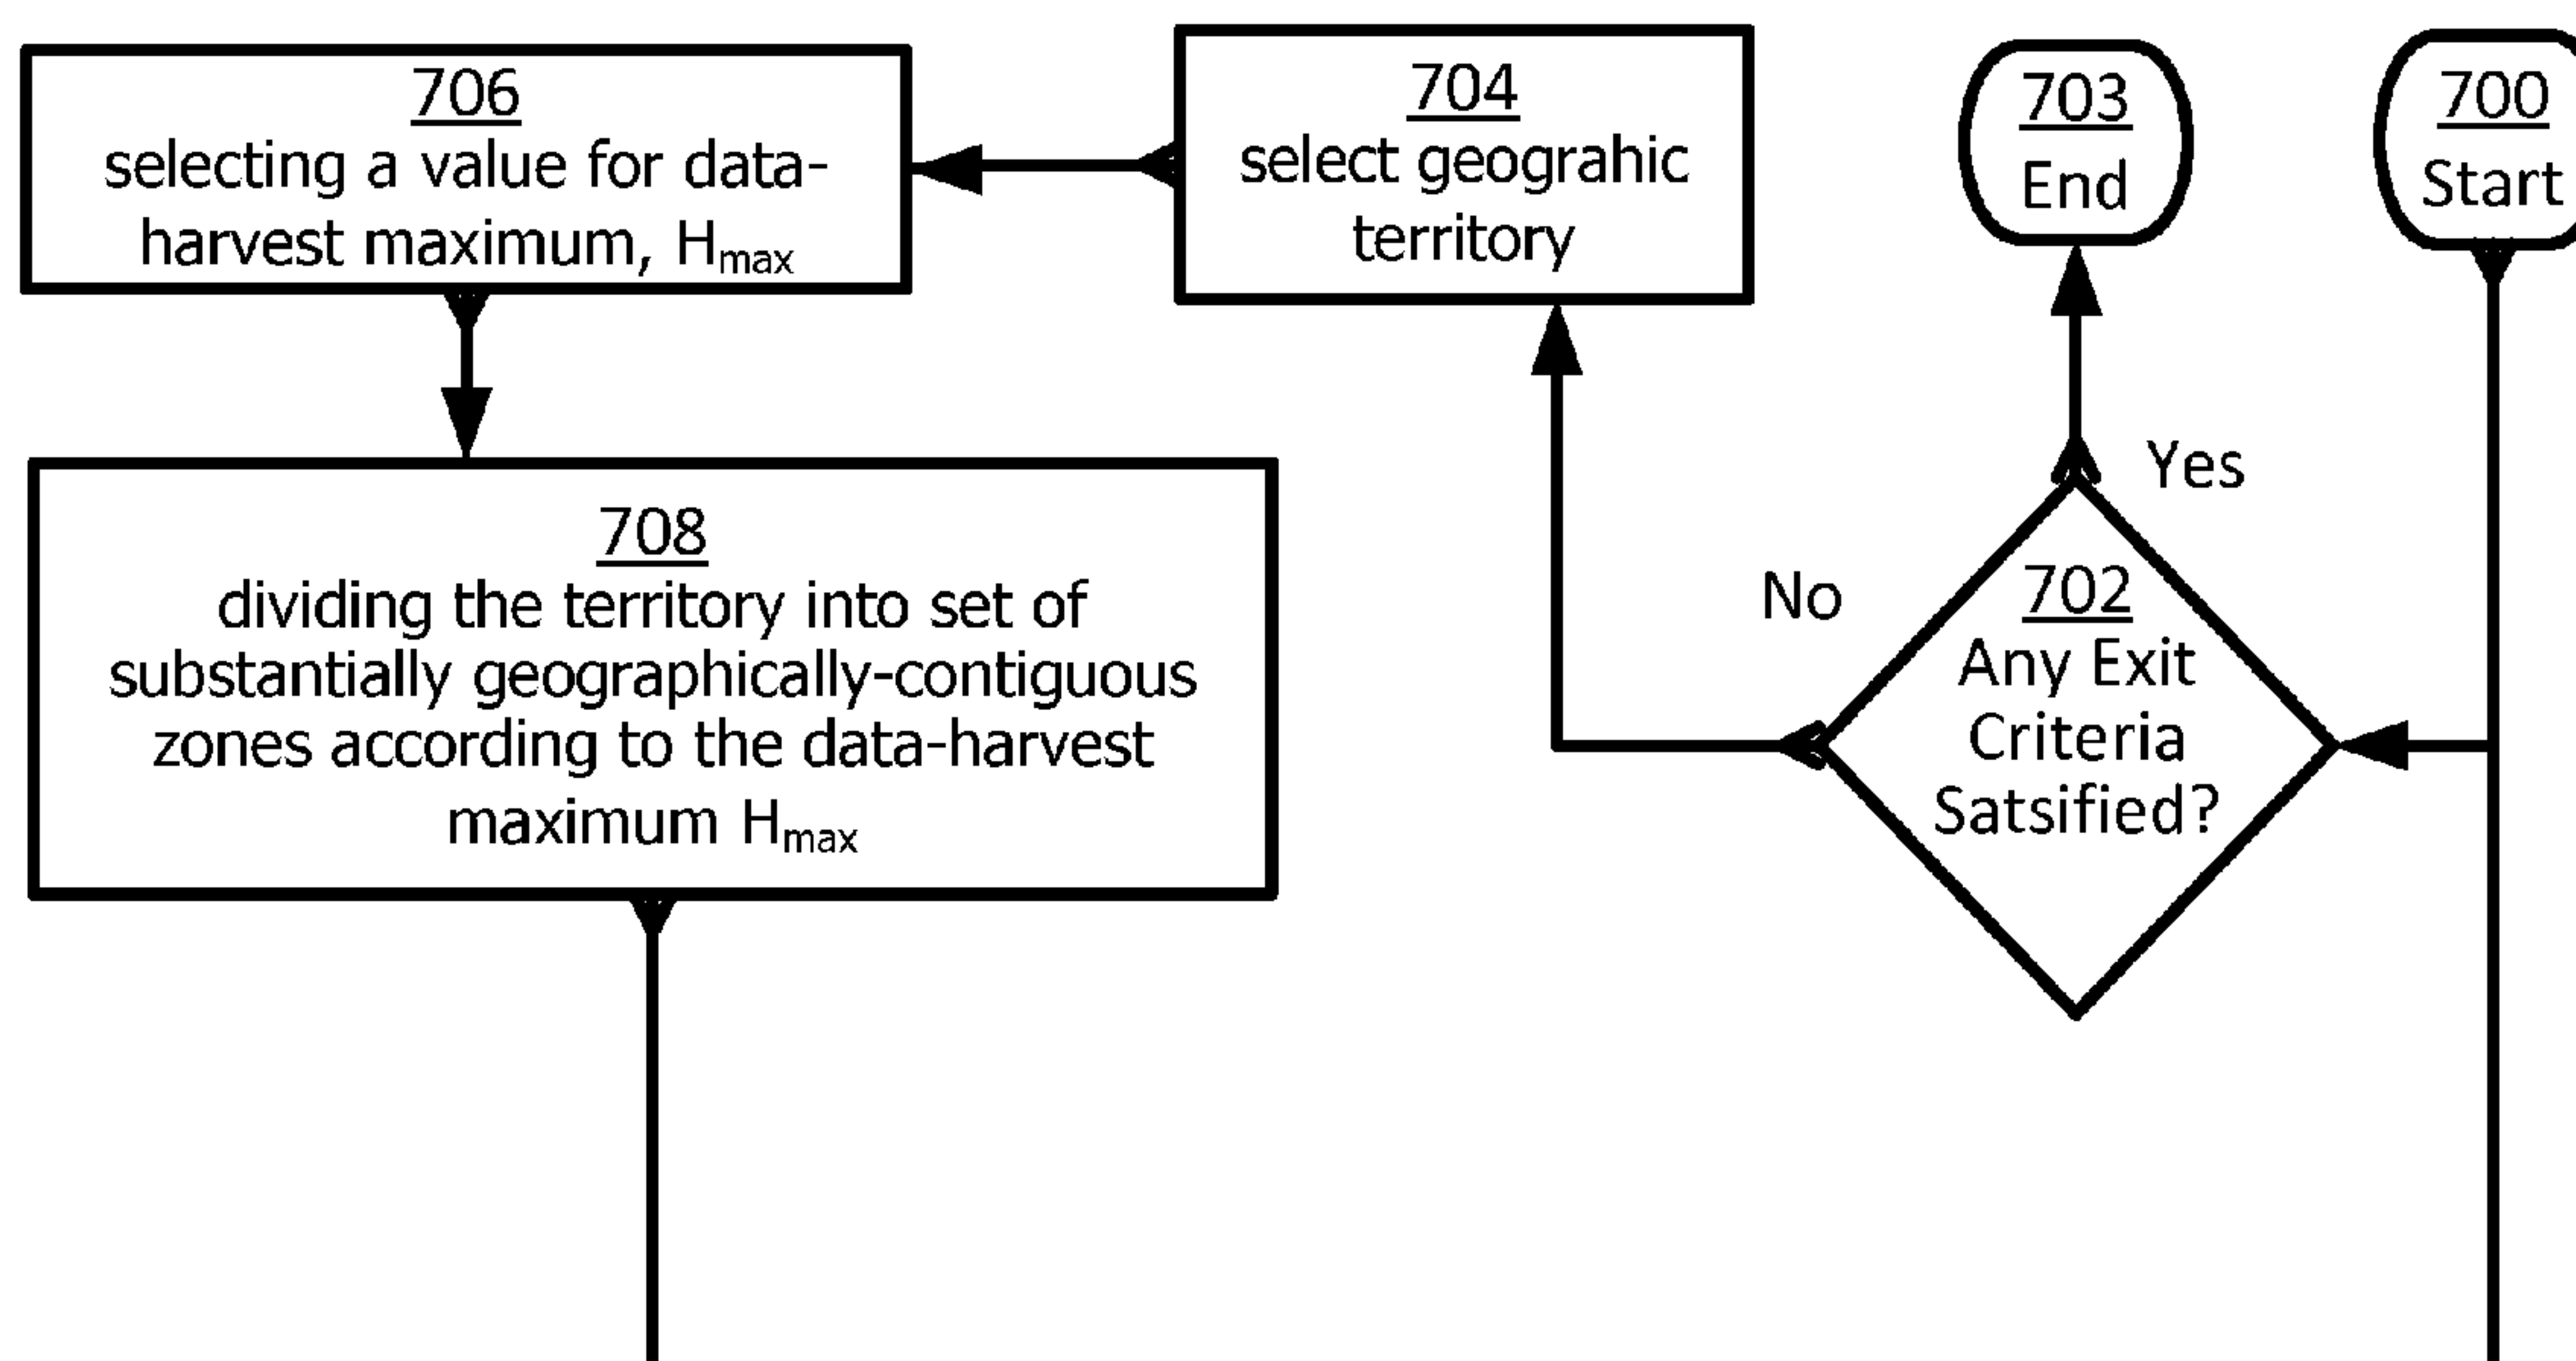 706
selecting a value for data-
harvest maximum, Hmax
704
select geograhic
territory
703
End
700
Start
Yes
No
702
Any Exit
Criteria
Satsified?
708
dividing the territory into set of
substantially geographically-contiguous
zones according to the data-harvest
maximum Hmax